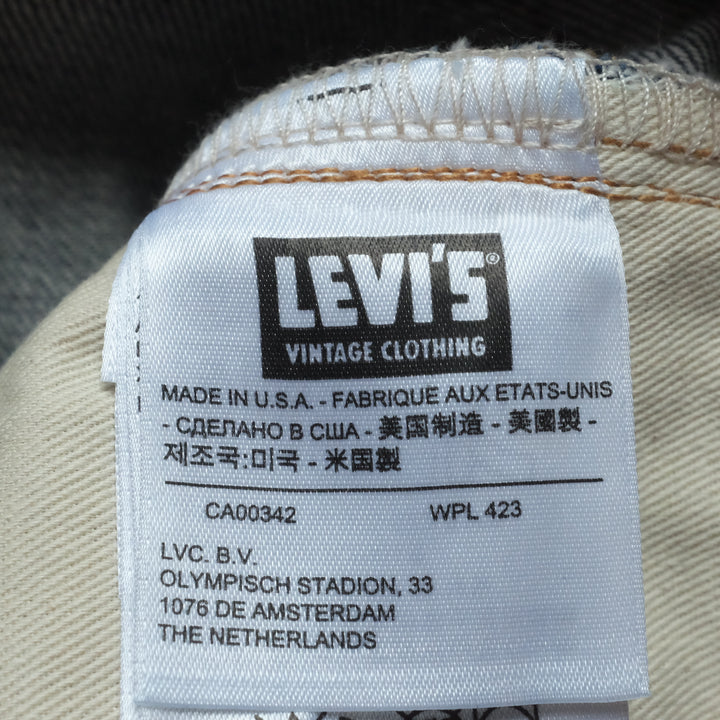 LEVI'S®
VINTAGE CLOTHING
MADE IN U.S.A. - FABRIQUE AUX ETATS-UNIS
- СДЕЛАНО В США - 美国制造 - 美國製 -
제조국:미국 - 米国製
CA00342 WPL 423
LVC. B.V.
OLYMPISCH STADION, 33
1076 DE AMSTERDAM
THE NETHERLANDS